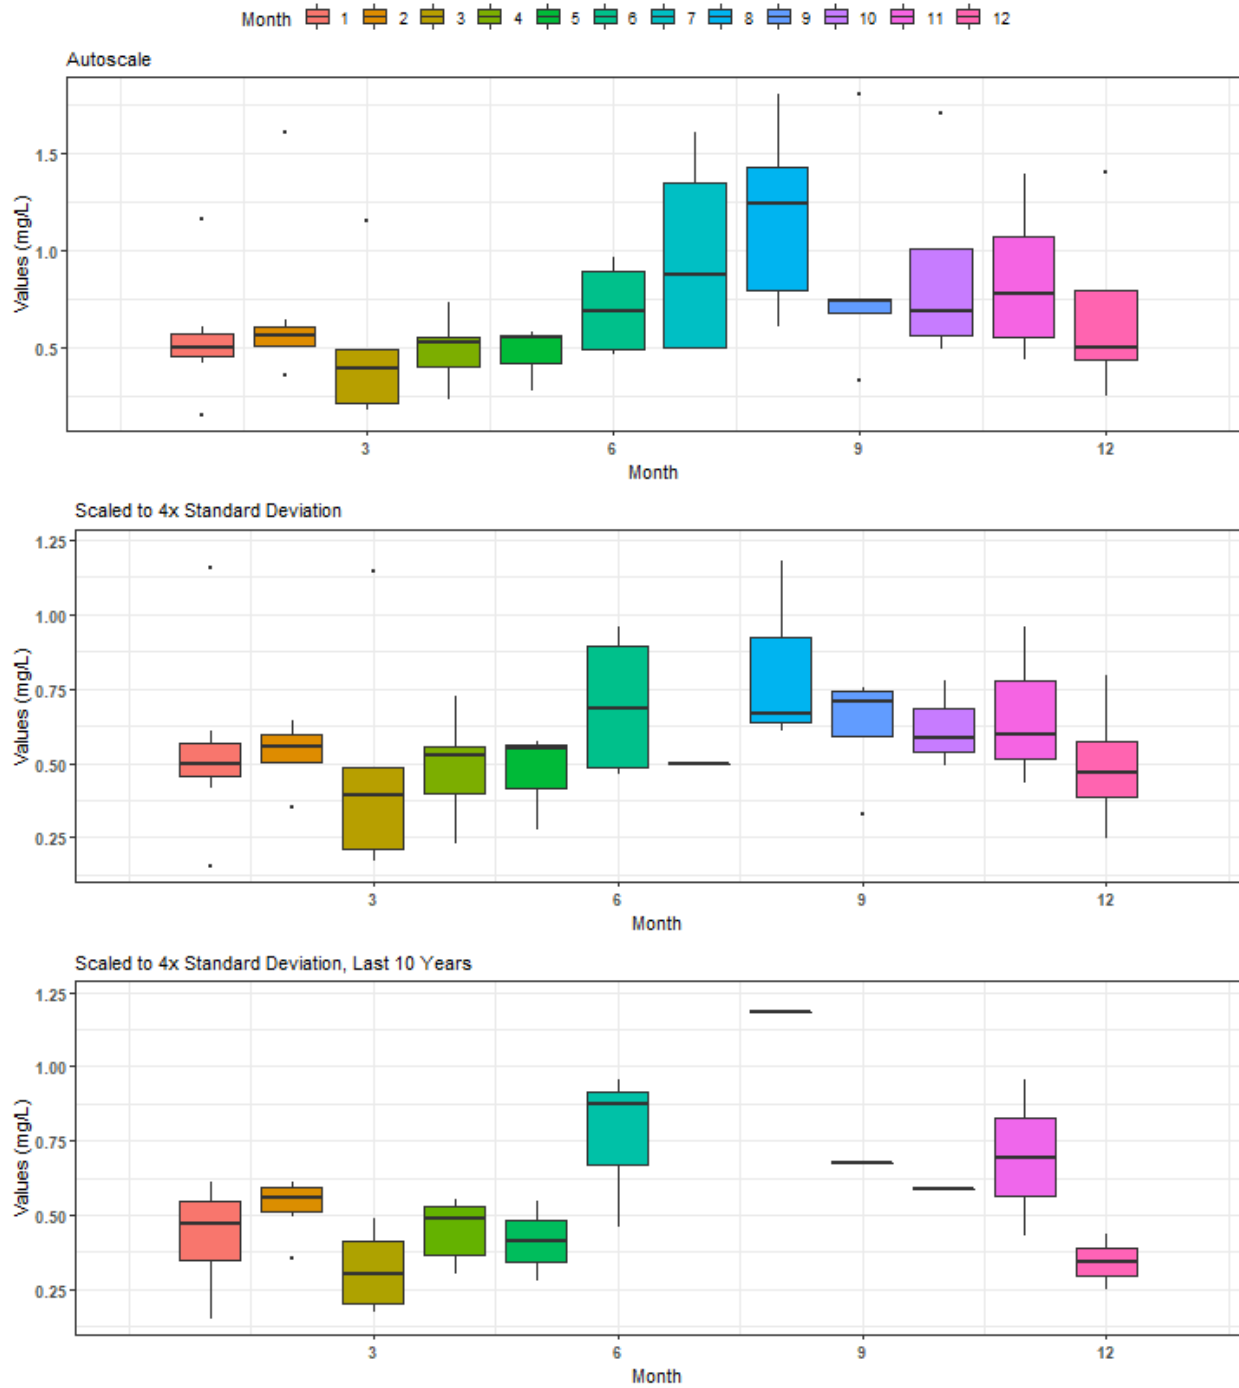 Month 1 2 3 4 5 6 7 8 9 10 11 12
Autoscale
Values (mg/L)
1.5
1.0
0.5
3 6 9 12
Month
Scaled to 4x Standard Deviation
Values (mg/L)
1.25
1.00
0.75
0.50
0.25
3 6 9 12
Month
Scaled to 4x Standard Deviation, Last 10 Years
Values (mg/L)
1.25
1.00
0.75
0.50
0.25
3 6 9 12
Month